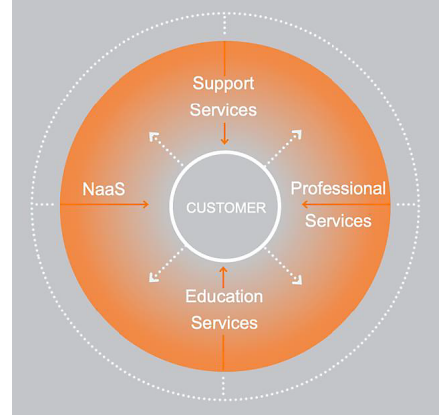 Support
Services
NaaS
CUSTOMER
Professional
Services
Education
Services